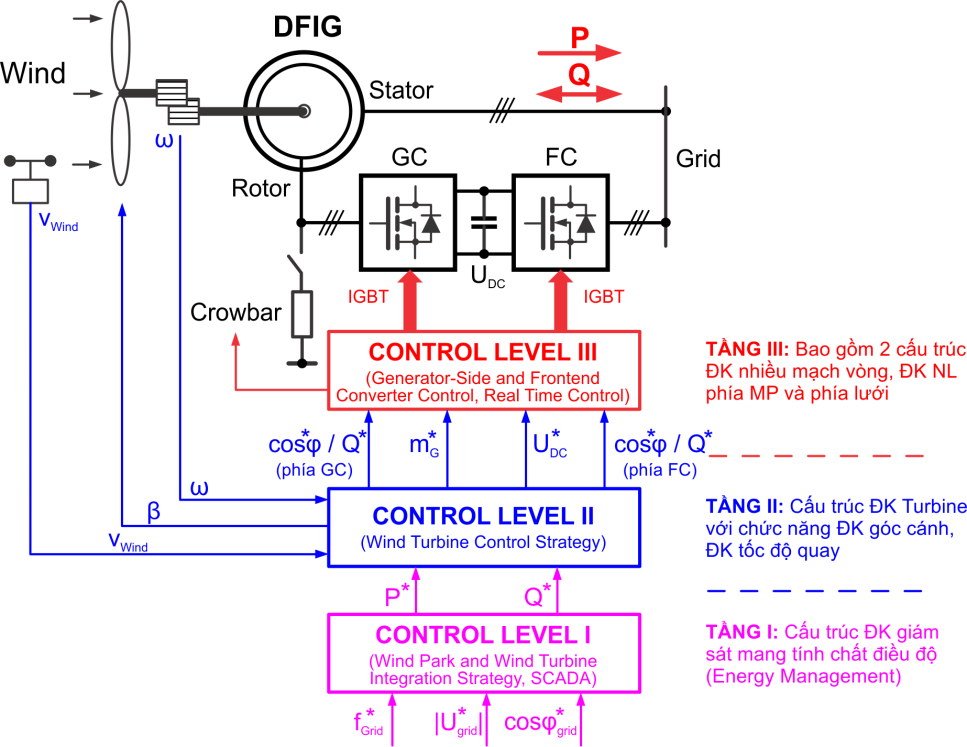 DFIG
P
Q
Wind
Stator
ω
GC
FC
Grid
Rotor
v_Wind
U_DC
IGBT
IGBT
Crowbar
CONTROL LEVEL III
(Generator-Side and Frontend
Converter Control, Real Time Control)
TẦNG III: Bao gồm 2 cấu trúc
ĐK nhiều mạch vòng, ĐK NL
phía MP và phía lưới
cos*φ / Q*
(phía GC)
m*_G
U*_DC
cos*φ / Q*
(phía FC)
ω
β
v_Wind
CONTROL LEVEL II
(Wind Turbine Control Strategy)
TẦNG II: Cấu trúc ĐK Turbine
với chức năng ĐK góc cánh,
ĐK tốc độ quay
P*
Q*
CONTROL LEVEL I
(Wind Park and Wind Turbine
Integration Strategy, SCADA)
TẦNG I: Cấu trúc ĐK giám
sát mang tính chất điều độ
(Energy Management)
f*_Grid
|U*_grid|
cosφ*_grid